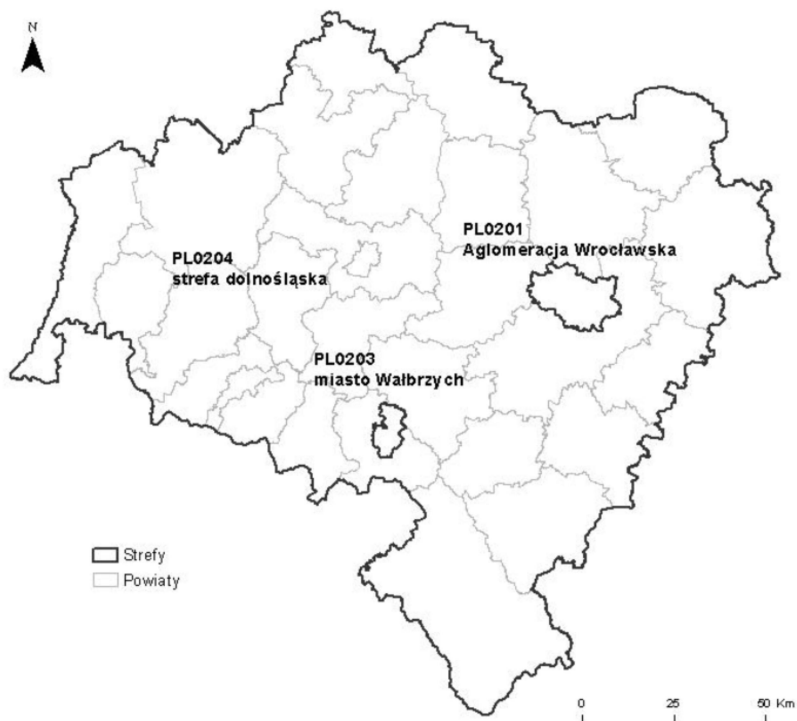 N
PL0201
Aglomeracja Wrocławska
PL0204
strefa dolnośląska
PL0203
miasto Wałbrzych
Strefy
Powiaty
0 25 50 Km